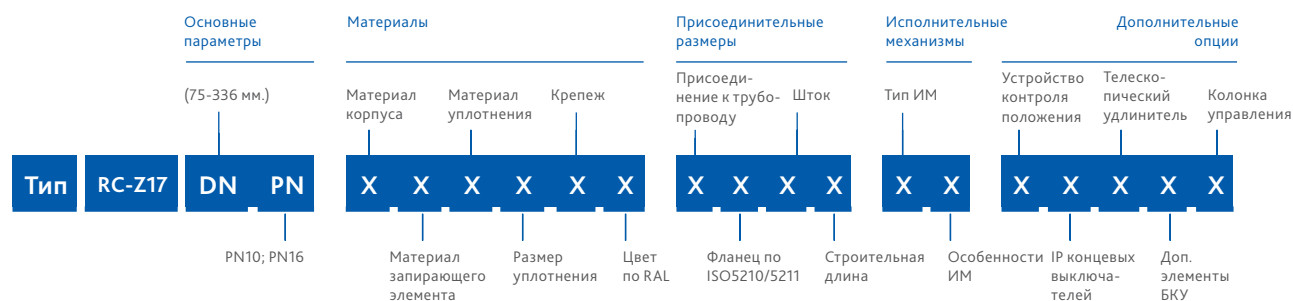 Основные
параметры
Материалы
Присоединительные
размеры
Исполнительные
механизмы
Дополнительные
опции
(75-336 мм.)
Материал
корпуса
Материал
уплотнения
Крепеж
Присоеди-
нение к трубо-
проводу
Шток
Тип ИМ
Устройство
контроля
положения
Телеско-
пический
удлинитель
Колонка
управления
Тип RC-Z17 DN PN X X X X X X X X X X X X X X X X X
PN10; PN16
Материал
запирающего
элемента
Размер
уплотнения
Цвет
по RAL
Фланец по
ISO5210/5211
Строительная
длина
Особенности
ИМ
IP концевых
выключа-
телей
Доп.
элементы
БКУ